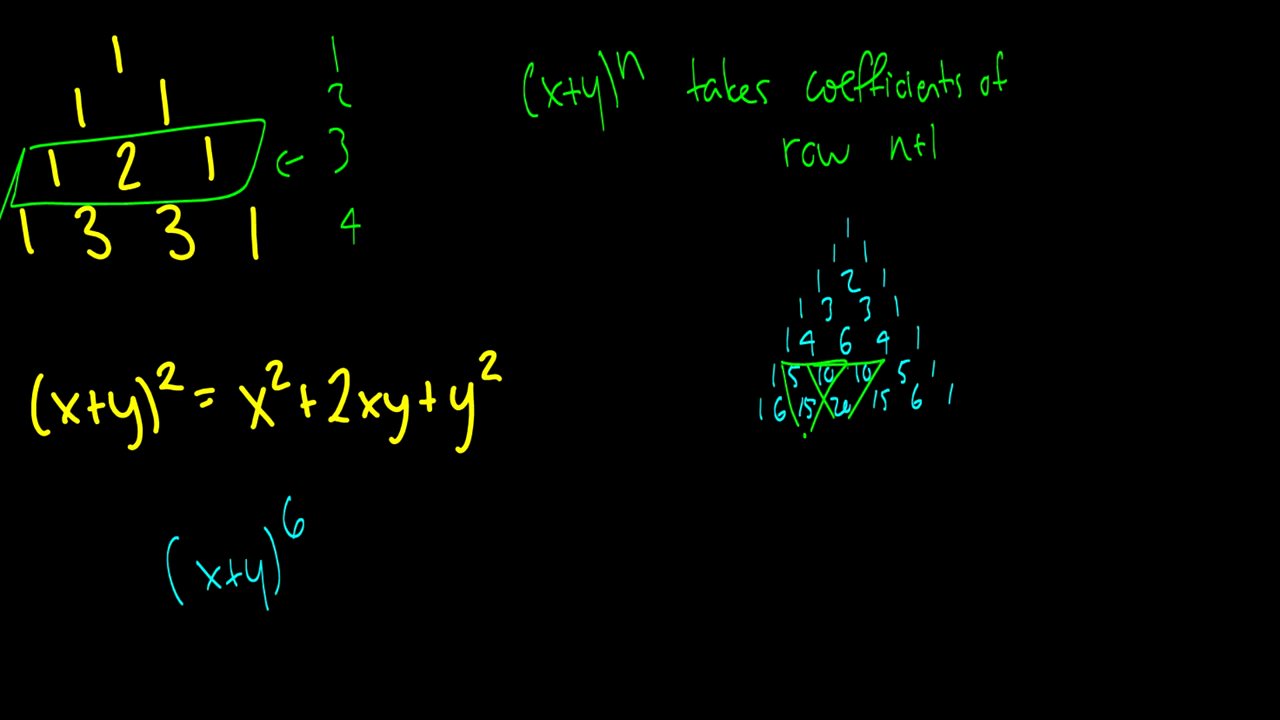 1
1 1
1 2 1
1 3 3 1
1
2
← 3
4
(x+y)^n takes coefficients of
row n+1
1
1 1
1 2 1
1 3 3 1
1 4 6 4 1
1 5 10 10 5 1
1 6 15 20 15 6 1
(x+y)² = x² + 2xy + y²
(x+y)⁶